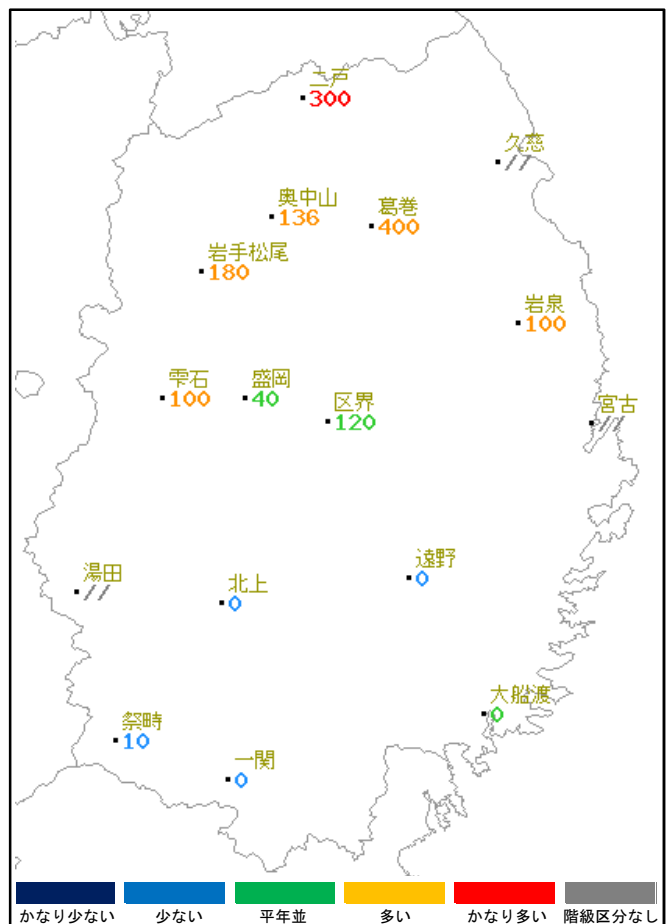 二戸
300
久慈
//
奥中山
136
葛巻
400
岩手松尾
180
岩泉
100
雫石
100
盛岡
40
区界
120
宮古
//
遠野
0
湯田
//
北上
0
大船渡
0
祭畤
10
一関
0
かなり少ない 少ない 平年並 多い かなり多い 階級区分なし